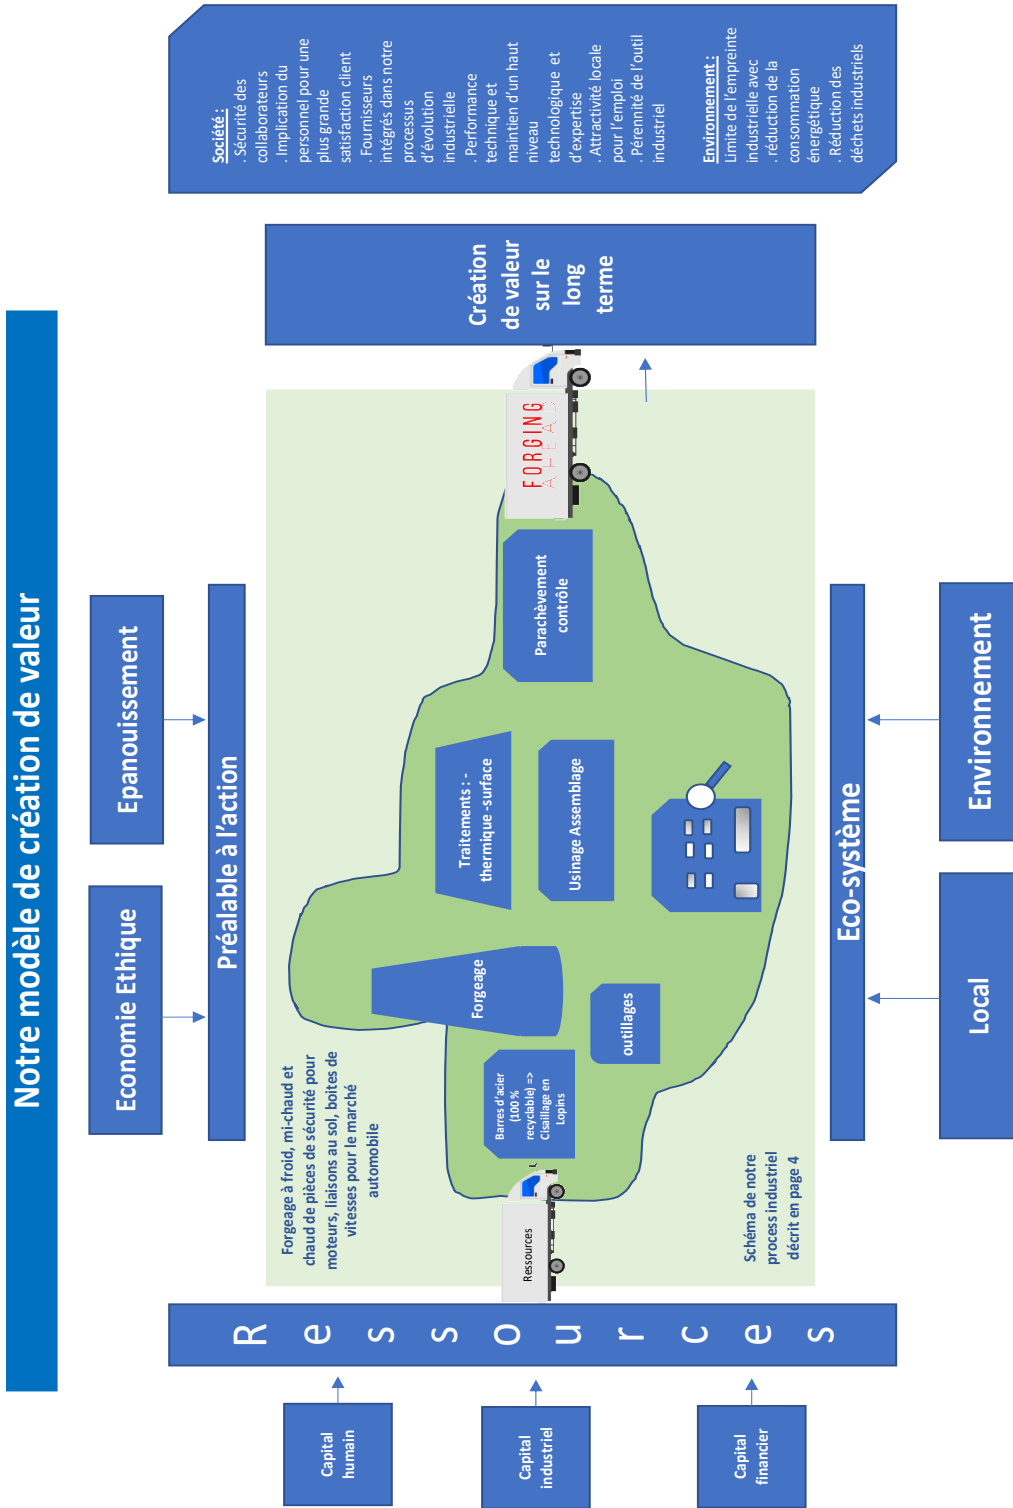 Notre modèle de création de valeur
Economie Ethique
Epanouissement
Préalable à l'action
Capital
humain
Capital
industriel
Capital
financier
Ressources
Forgeage à froid, mi-chaud et
chaud de pièces de sécurité pour
moteurs, liaisons au sol, boites de
vitesses pour le marché
automobile
Ressources
Barres d'acier
(100 %
recyclable) =>
Cisaillage en
Lopins
Forgeage
outillages
Traitements : -
thermique -surface
Usinage Assemblage
Parachèvement
contrôle
FORGING
AHEAD
Schéma de notre
process industriel
décrit en page 4
Eco-système
Local
Environnement
Création
de valeur
sur le
long
terme
Société :
. Sécurité des
collaborateurs
. Implication du
personnel pour une
plus grande
satisfaction client
. Fournisseurs
intégrés dans notre
processus
d'évolution
industrielle
. Performance
technique et
maintien d'un haut
niveau
technologique et
d'expertise
. Attractivité locale
pour l'emploi
. Pérennité de l'outil
industriel
Environnement :
Limite de l'empreinte
industrielle avec
. réduction de la
consommation
énergétique
. Réduction des
déchets industriels